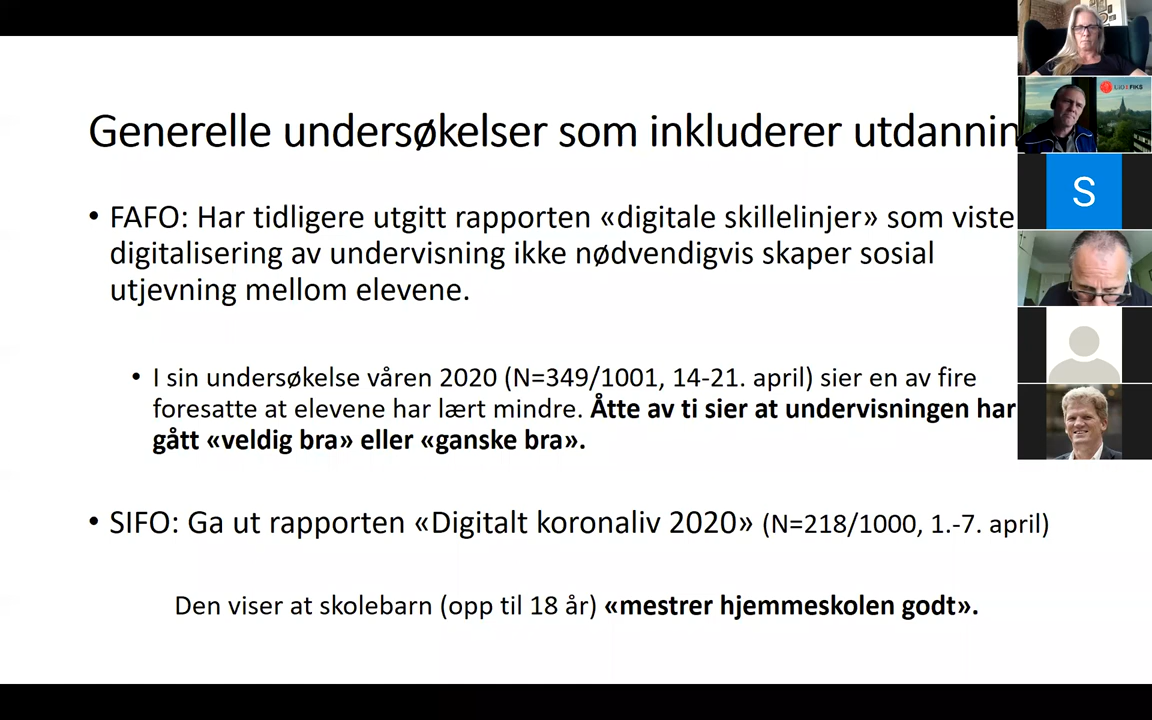 Generelle undersøkelser som inkluderer
• FAFO: Har tidligere utgitt rapporten «digitale skillelinjer» som viste
digitalisering av undervisning ikke nødvendigvis skaper sosial
utjevning mellom elevene.
• I sin undersøkelse våren 2020 (N=349/1001, 14-21. april) sier en av fire
foresatte at elevene har lært mindre. Åtte av ti sier at undervisningen har
gått «veldig bra» eller «ganske bra».
• SIFO: Ga ut rapporten «Digitalt koronaliv 2020» (N=218/1000, 1.-7. april)
Den viser at skolebarn (opp til 18 år) «mestrer hjemmeskolen godt».
S